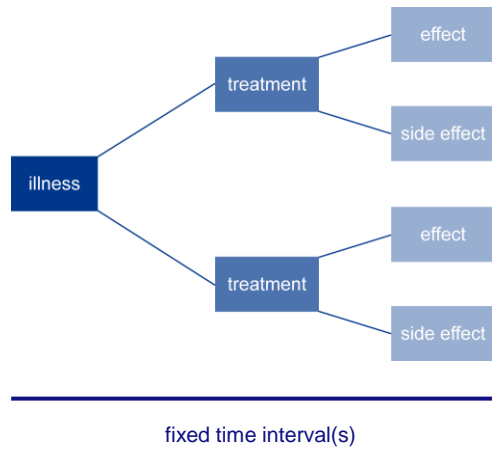 effect
treatment
side effect
illness
effect
treatment
side effect
fixed time interval(s)